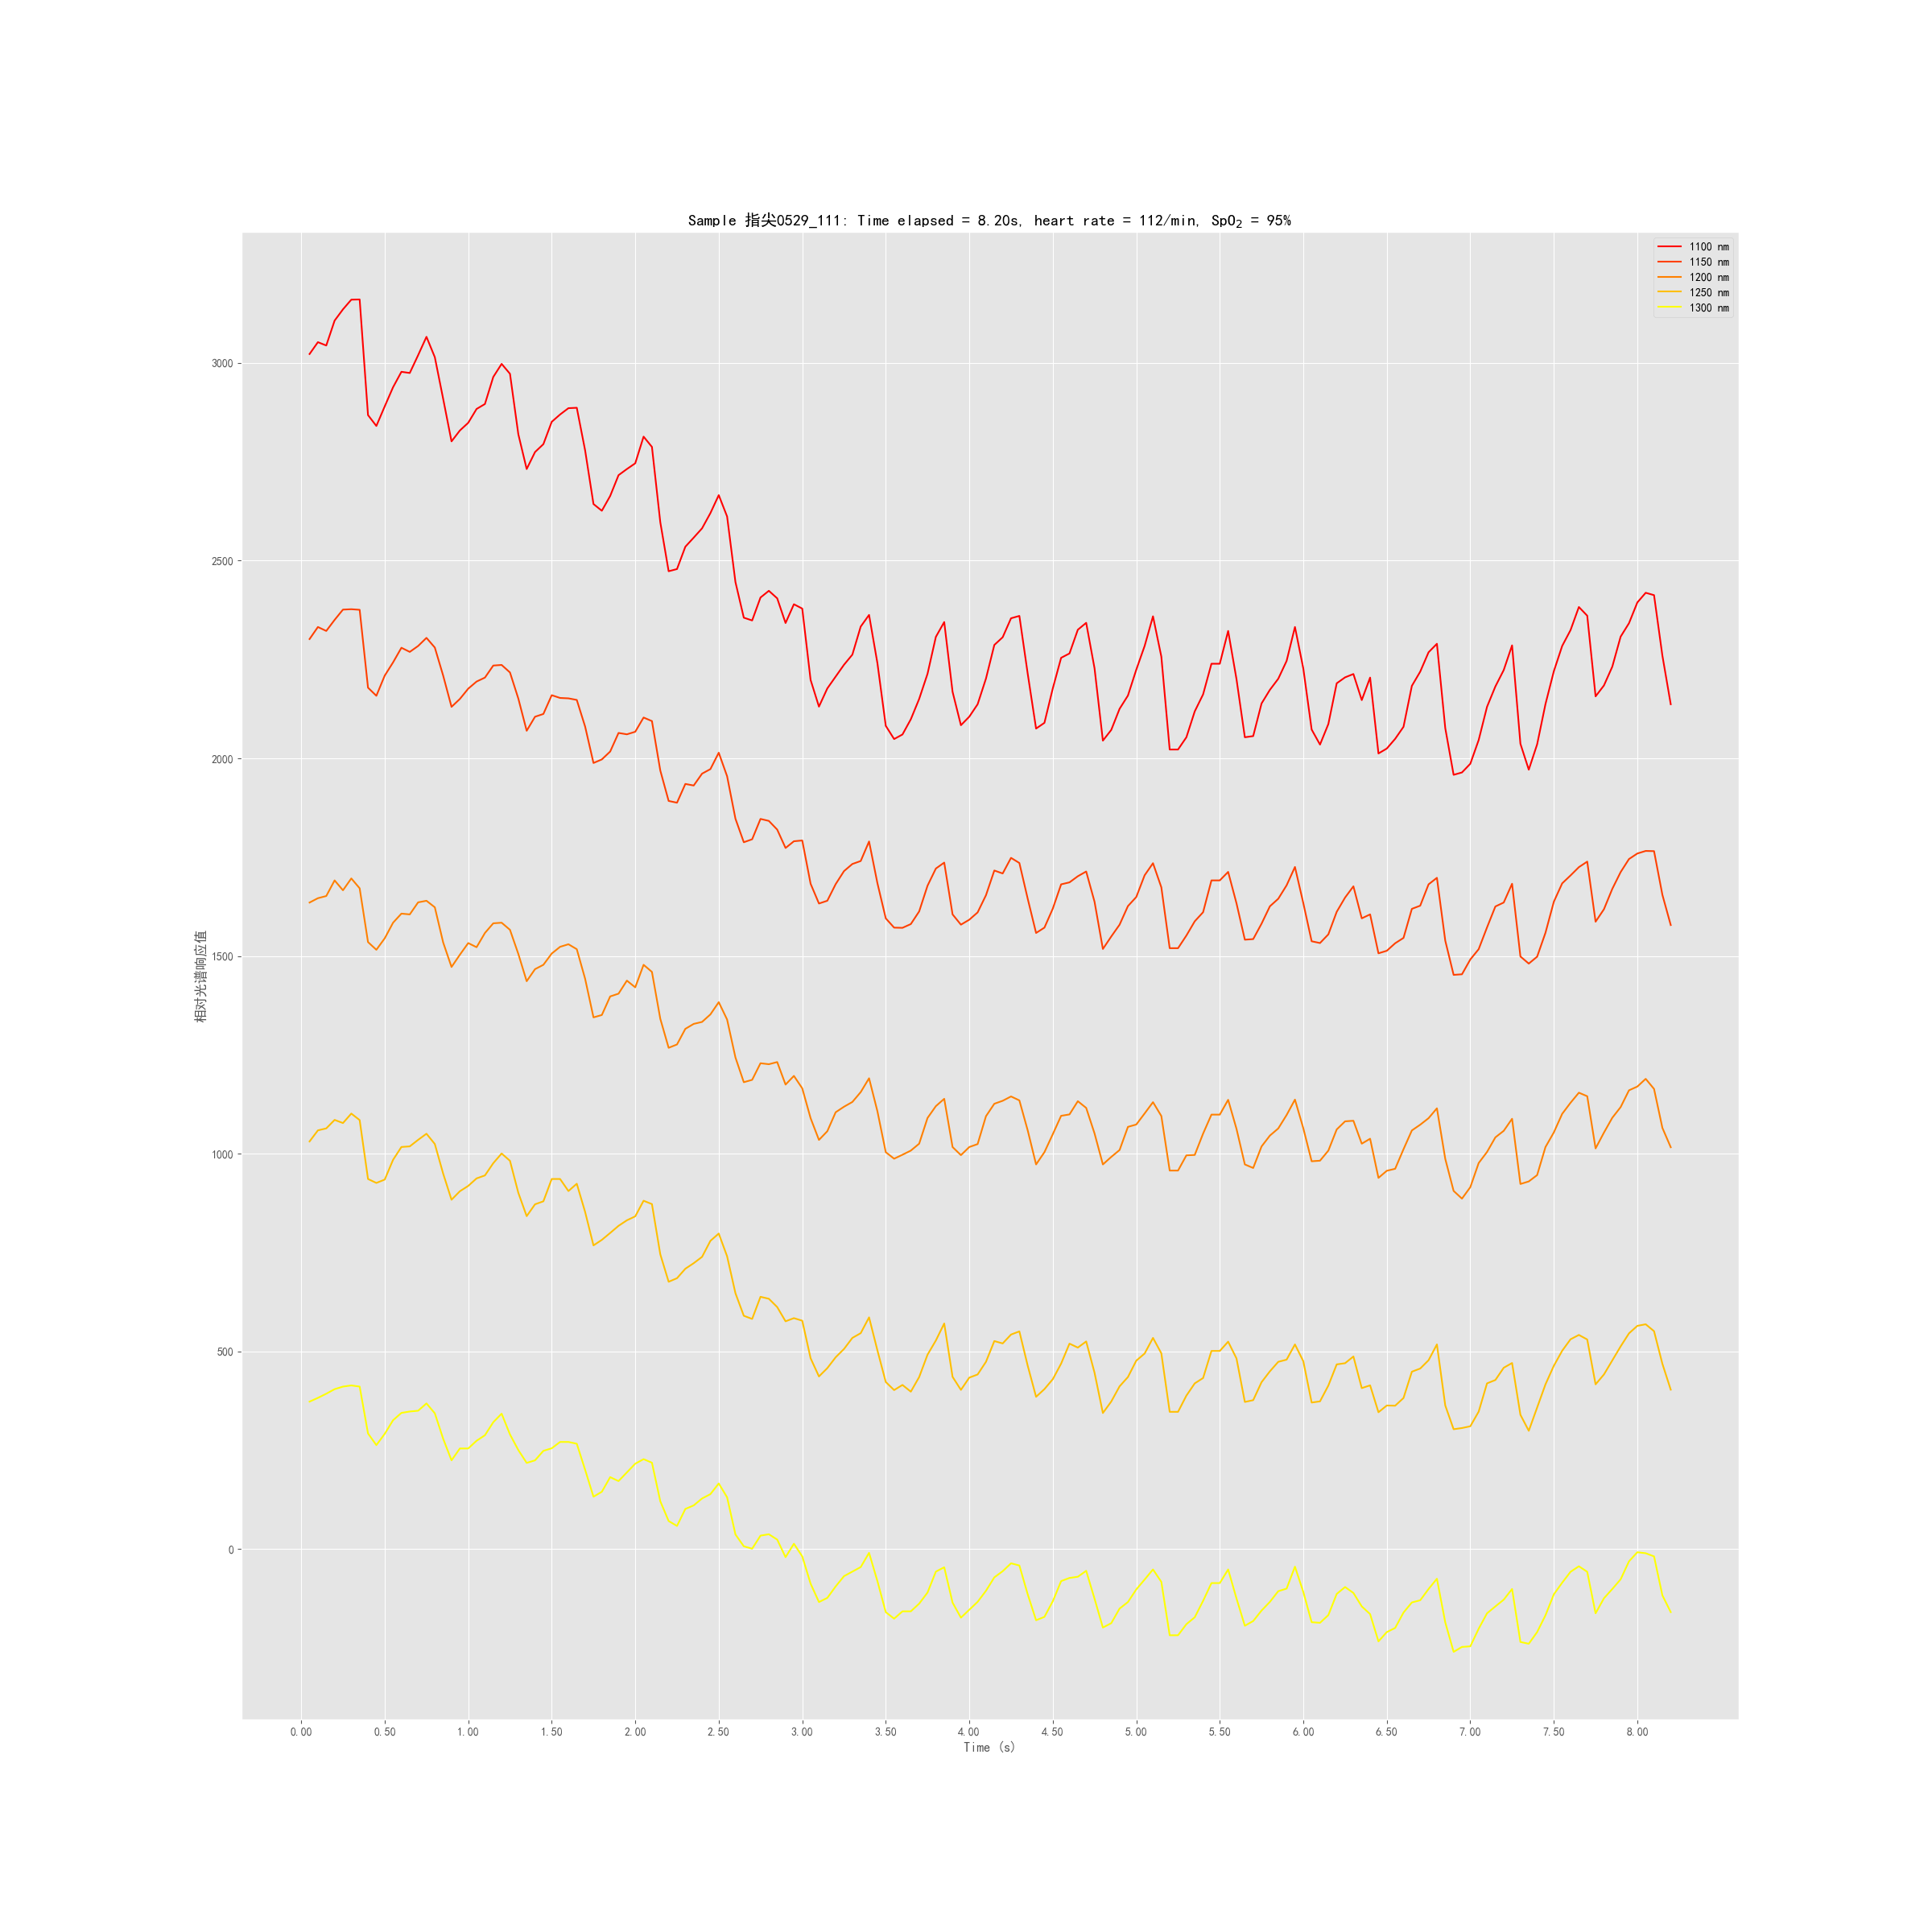 Sample 指尖0529_111: Time elapsed = 8.20s, heart rate = 112/min, SpO2 = 95%
1100 nm
1150 nm
1200 nm
1250 nm
1300 nm
3000
2500
2000
1500
1000
500
0
相对光谱响应值
0.00 0.50 1.00 1.50 2.00 2.50 3.00 3.50 4.00 4.50 5.00 5.50 6.00 6.50 7.00 7.50 8.00
Time (s)